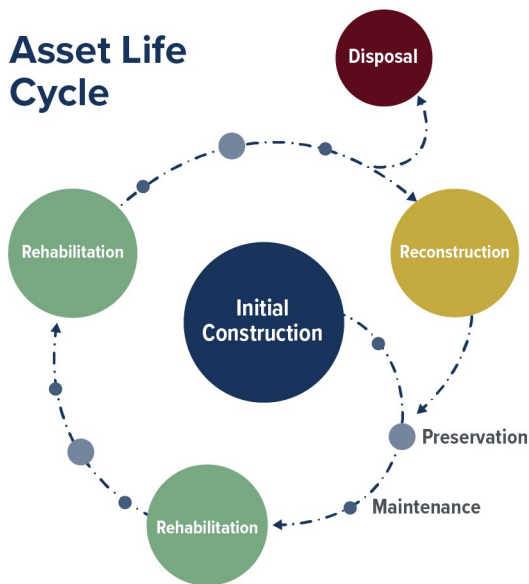 Asset Life
Cycle
Disposal
Rehabilitation
Reconstruction
Initial
Construction
Preservation
Maintenance
Rehabilitation